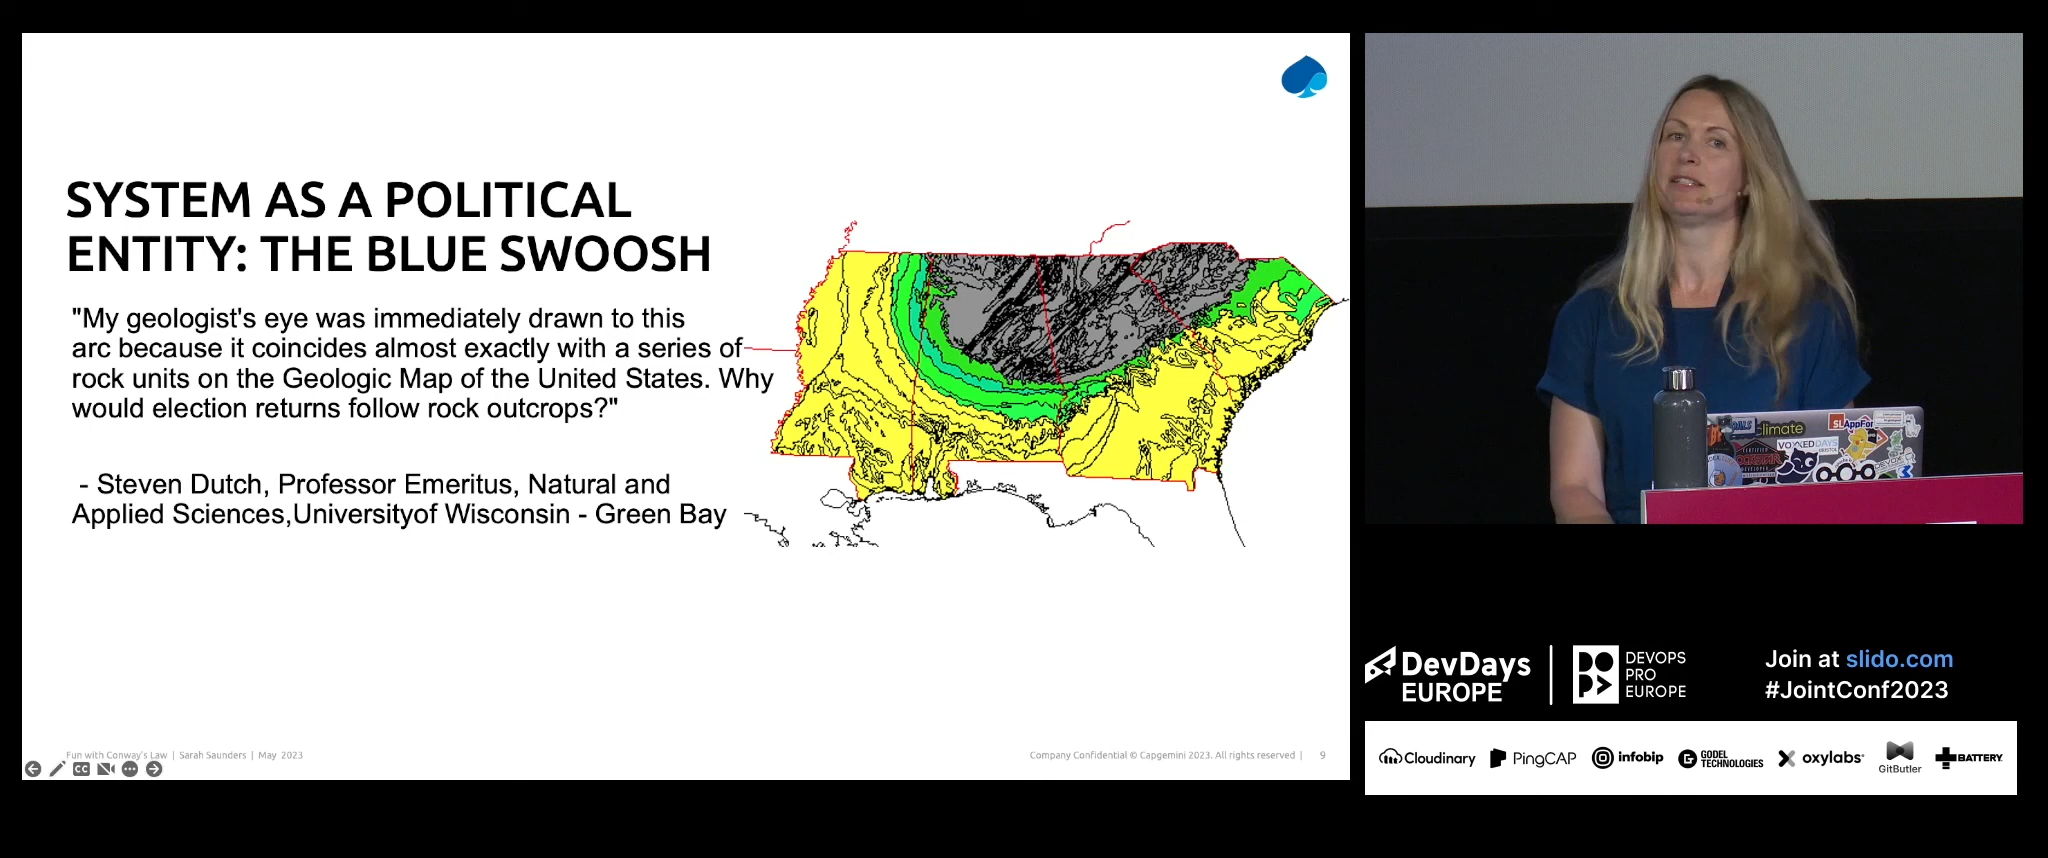 SYSTEM AS A POLITICAL
ENTITY: THE BLUE SWOOSH
"My geologist's eye was immediately drawn to this
arc because it coincides almost exactly with a series of
rock units on the Geologic Map of the United States. Why
would election returns follow rock outcrops?"
- Steven Dutch, Professor Emeritus, Natural and
Applied Sciences,Universityof Wisconsin - Green Bay
Fun with Conway's Law | Sarah Saunders | May 2023
Company Confidential © Capgemini 2023. All rights reserved | 9
CC
climate
SLAppFor
VOXXEDDAYS
DevDays
EUROPE
DEVOPS
PRO
EUROPE
Join at slido.com
#JointConf2023
Cloudinary
PingCAP
infobip
GODEL
TECHNOLOGIES
oxylabs
GitButler
BATTERY